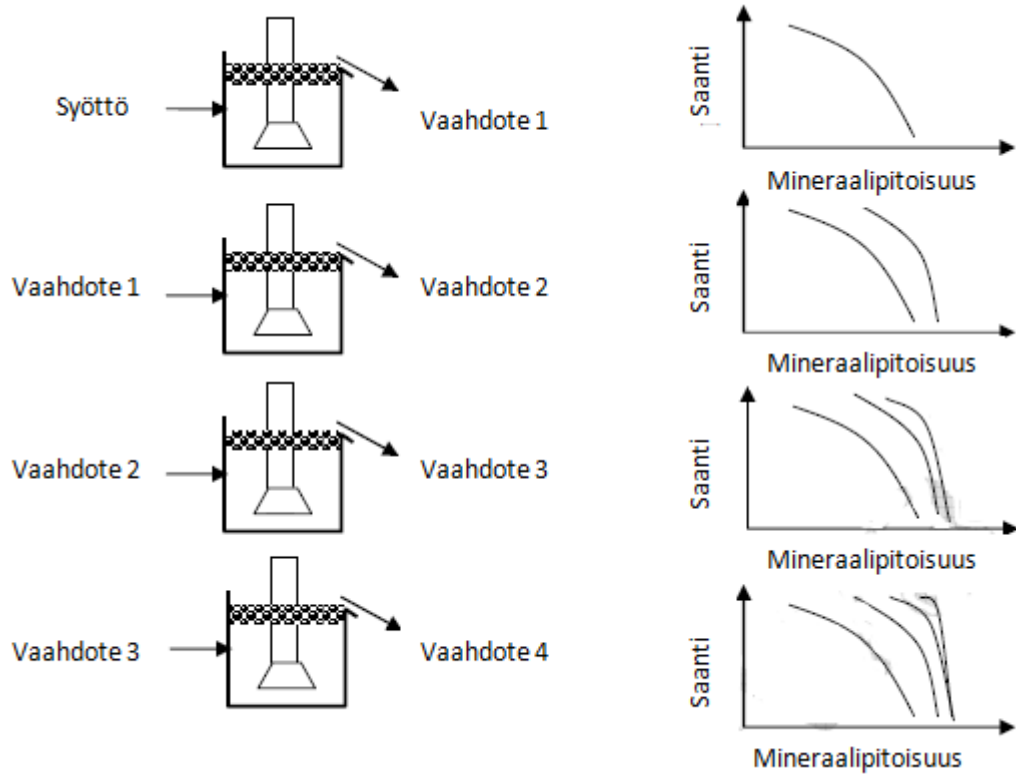 Syöttö
Vaahdote 1
Saanti
Mineraalipitoisuus
Vaahdote 1
Vaahdote 2
Saanti
Mineraalipitoisuus
Vaahdote 2
Vaahdote 3
Saanti
Mineraalipitoisuus
Vaahdote 3
Vaahdote 4
Saanti
Mineraalipitoisuus